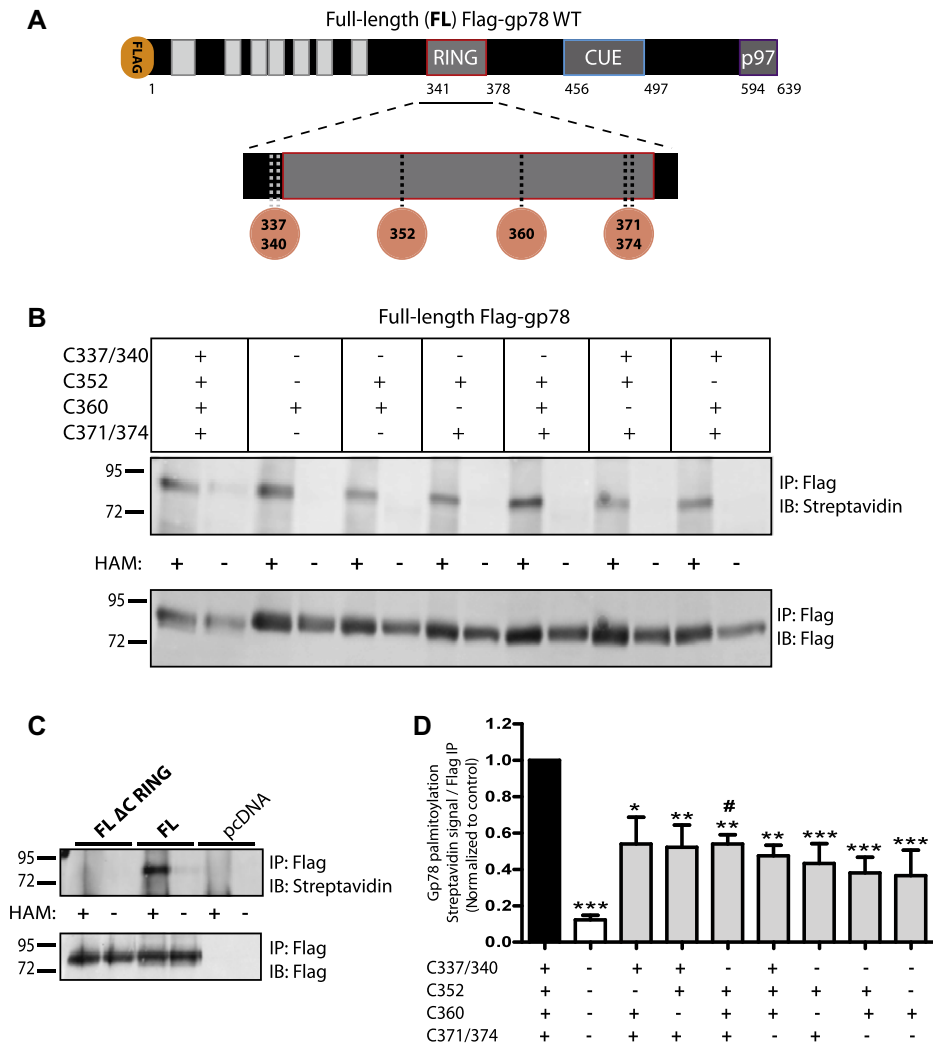 A
Full-length (FL) Flag-gp78 WT
FLAG
RING
CUE
p97
1
341
378
456
497
594
639
337
340
352
360
371
374
B
Full-length Flag-gp78
C337/340 + - - - - + +
C352 + - + + + + -
C360 + + + - + - +
C371/374 + - - + + + +
95
72
IP: Flag
IB: Streptavidin
HAM: + - + - + - + - + - + - + -
95
72
IP: Flag
IB: Flag
C
FL ΔC RING
FL
pcDNA
95
72
IP: Flag
IB: Streptavidin
HAM: + - + - + -
95
72
IP: Flag
IB: Flag
D
Gp78 palmitoylation
Streptavidin signal / Flag IP
(Normalized to control)
1.2
1.0
0.8
0.6
0.4
0.2
0.0
*** * ** # ** ** *** *** ***
C337/340 + - + + - + - - -
C352 + - - + + + + + -
C360 + - + - + + - + +
C371/374 + - + + + - + - -